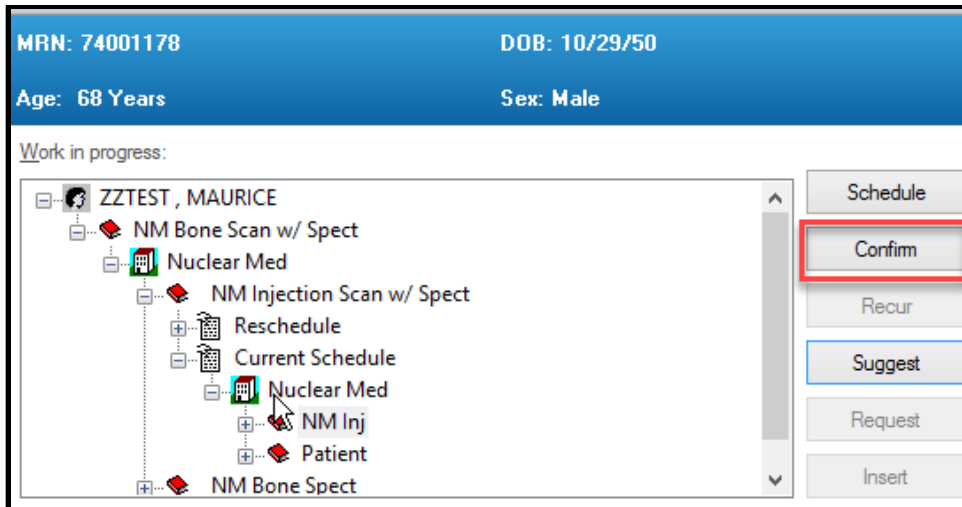 MRN: 74001178 DOB: 10/29/50
Age: 68 Years Sex: Male
Work in progress:
ZZTEST , MAURICE
NM Bone Scan w/ Spect
Nuclear Med
NM Injection Scan w/ Spect
Reschedule
Current Schedule
Nuclear Med
NM Inj
Patient
NM Bone Spect
Schedule
Confirm
Recur
Suggest
Request
Insert